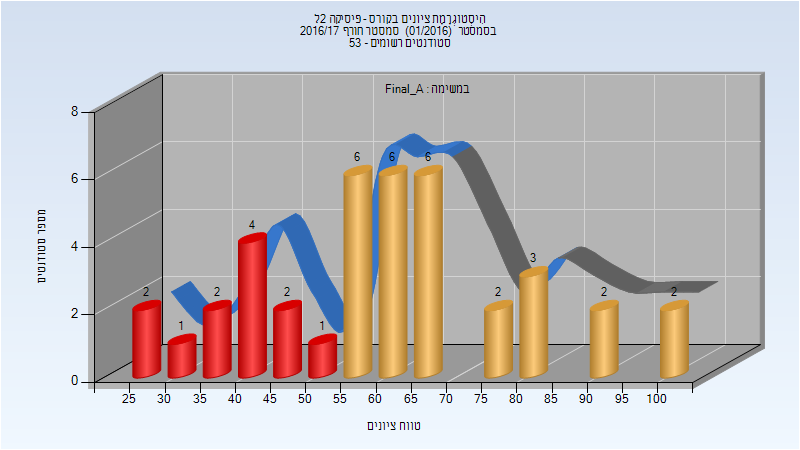 היסטוגרמת ציונים בקורס - פיסיקה 2ל
בסמסטר (01/2016) סמסטר חורף 2016/17
סטודנטים רשומים - 53
במשימה : Final_A
מספר סטודנטים
8
6
4
2
0
2
1
2
4
2
1
6
6
6
2
3
2
2
25 30 35 40 45 50 55 60 65 70 75 80 85 90 95 100
טווח ציונים